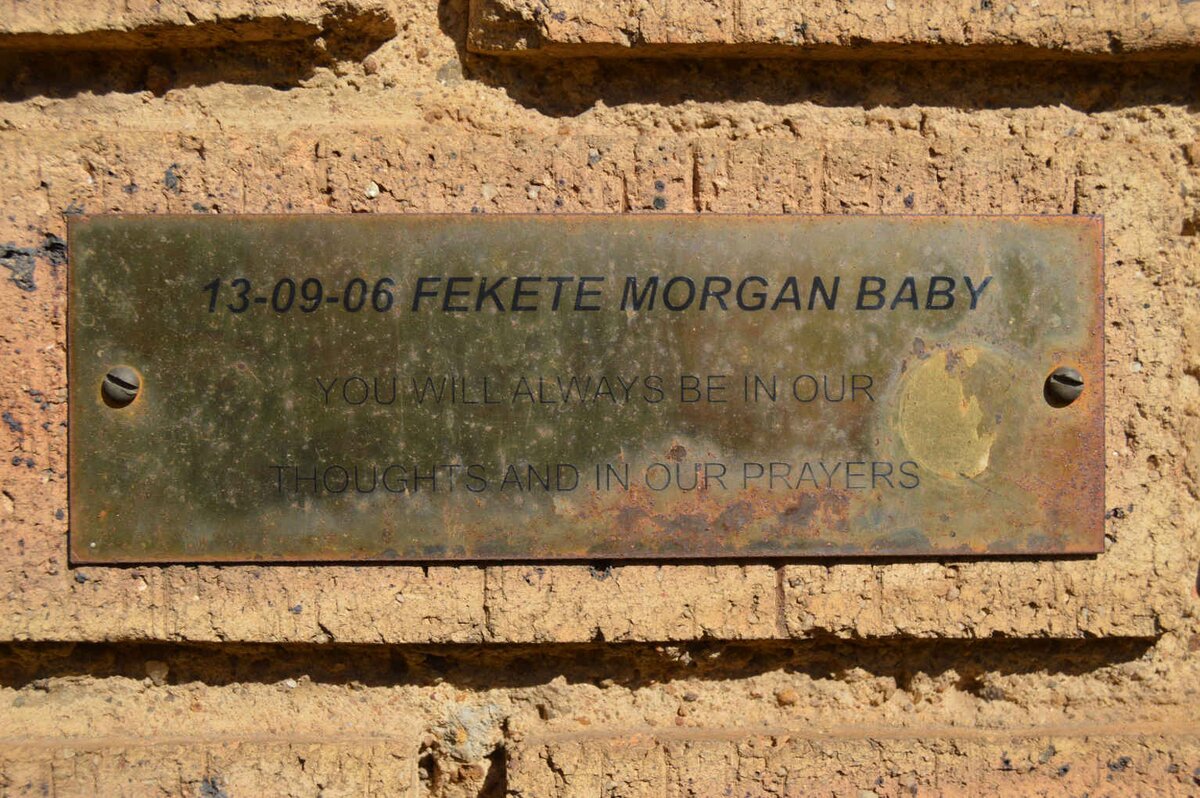 13-09-06 FEKETE MORGAN BABY
YOU WILL ALWAYS BE IN OUR
THOUGHTS AND IN OUR PRAYERS